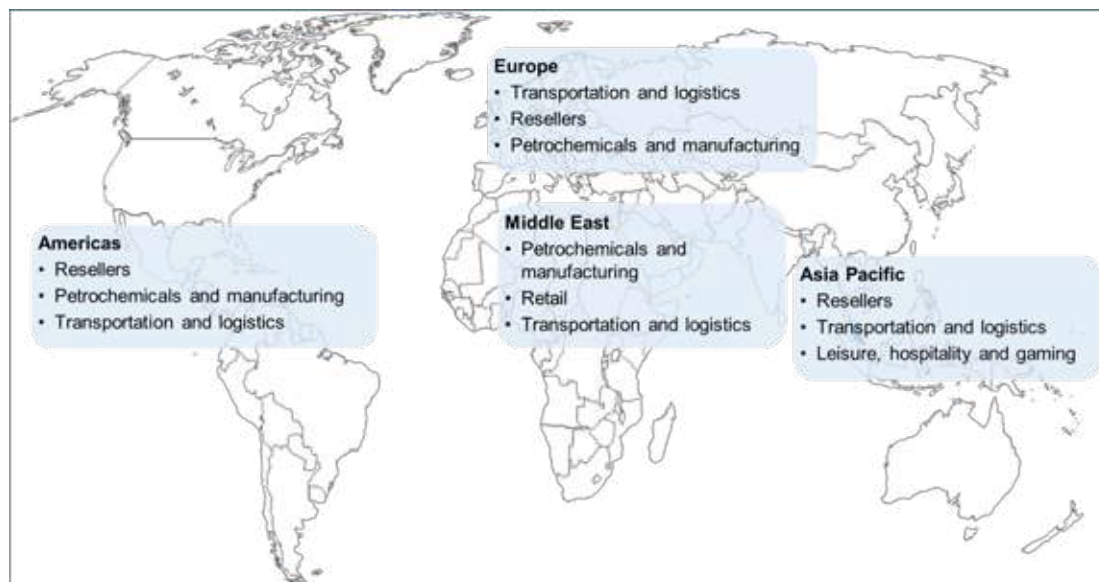 Europe
• Transportation and logistics
• Resellers
• Petrochemicals and manufacturing
Middle East
• Petrochemicals and
manufacturing
• Retail
• Transportation and logistics
Americas
• Resellers
• Petrochemicals and manufacturing
• Transportation and logistics
Asia Pacific
• Resellers
• Transportation and logistics
• Leisure, hospitality and gaming